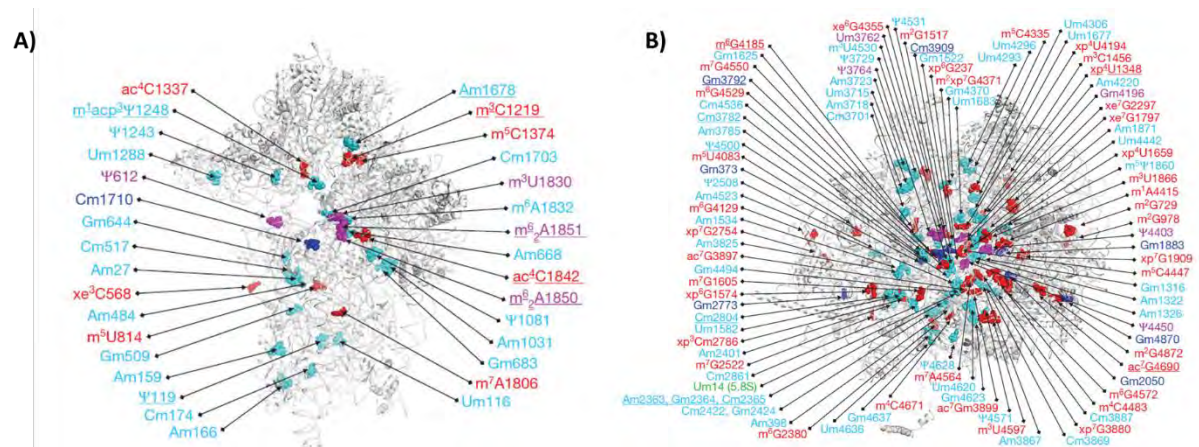 A)
ac⁴C1337
m¹acp³Ψ1248
Ψ1243
Um1288
Ψ612
Cm1710
Gm644
Cm517
Am27
xe³C568
Am484
m⁵U814
Gm509
Am159
Ψ119
Cm174
Am166
Am1678
m³C1219
m⁵C1374
Cm1703
m³U1830
m⁶A1832
m⁶₂A1851
Am668
ac⁴C1842
m⁶₂A1850
Ψ1081
Am1031
Gm683
m⁷A1806
Um116
B)
m⁶G4185
Gm1625
m⁷G4550
Gm3792
m⁶G4529
Cm4536
Cm3782
Am3785
Ψ4500
m⁵U4083
Gm373
Ψ2508
Am4523
m⁶G4129
Am1534
xp⁷G2754
Am3825
ac⁷G3897
Gm4494
m⁷G1605
xp⁶G1574
Gm2773
Cm2804
Um1582
xp³Cm2786
Am2401
m⁷G2522
Cm2861
Um14 (5.8S)
Am2363, Gm2364, Cm2365
Cm2422, Gm2424
Am398
m⁶G2380
xe⁶G4355
Um3762
m³U4530
Ψ3729
Ψ3764
Am3723
Um3715
Am3718
Cm3701
Ψ4531
m²G1517
Cm3909
Gm1522
xp⁶G237
m²xp⁷G4371
Gm4370
Um1683
m⁵C4335
Um4296
Um4293
Um4306
Um1677
xp⁴U4194
m³C1456
xp⁴U1348
Am4220
Gm4196
xe⁷G2297
xe⁷G1797
Am1871
Um4442
xp⁴U1659
m⁵Ψ1860
m³U1866
m¹A4415
m²G729
m²G978
Ψ4403
Gm1883
xp⁷G1909
m⁵C4447
Gm1316
Am1322
Am1326
Ψ4450
Gm4870
m²G4872
ac⁷G4690
Gm2050
m⁶G4572
m⁴C4483
Cm3887
xp⁷G3880
Cm3869
Am3867
m³U4597
Ψ4571
ac⁷Gm3899
Gm4623
Um4620
Ψ4628
m⁷A4564
m⁴C4671
Gm4637
Um4636